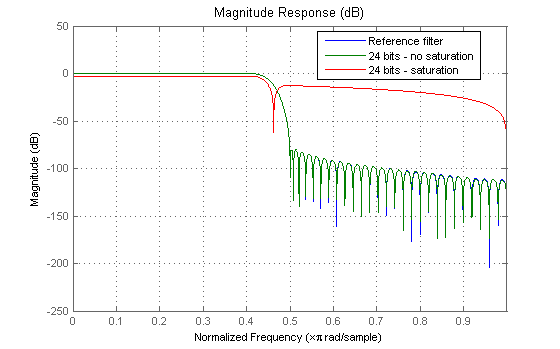 Magnitude Response (dB)
Reference filter
24 bits - no saturation
24 bits - saturation
Magnitude (dB)
50
0
-50
-100
-150
-200
-250
0
0.1
0.2
0.3
0.4
0.5
0.6
0.7
0.8
0.9
Normalized Frequency (×π rad/sample)